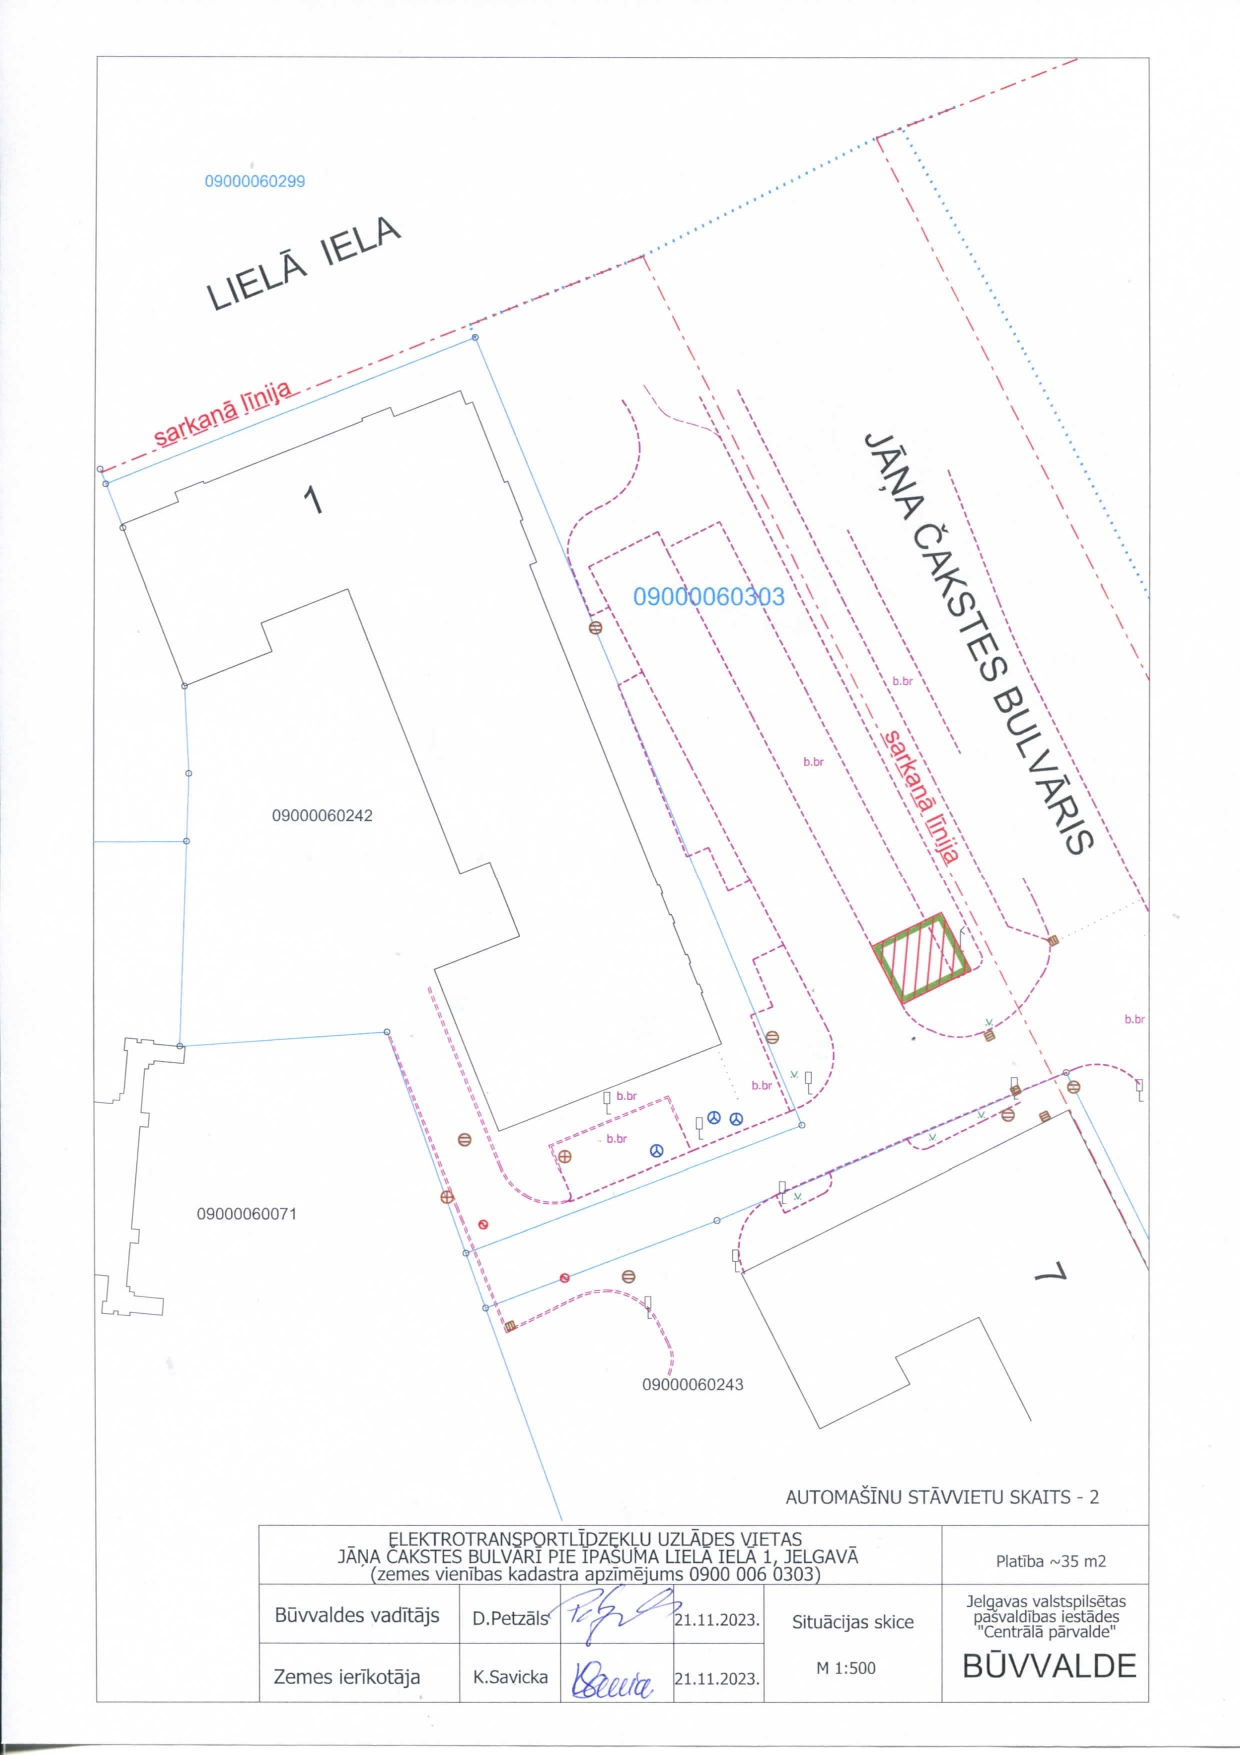 09000060299
LIELĀ IELA
sarkanā līnija
1
JĀŅA ČAKSTES BULVĀRIS
09000060303
b.br
b.br
sarkanā līnija
09000060242
b.br
b.br
b.br
b.br
09000060071
7
09000060243
AUTOMAŠĪNU STĀVVIETU SKAITS - 2
ELEKTROTRANSPORTLĪDZEKĻU UZLĀDES VIETAS
JĀŅA ČAKSTES BULVĀRĪ PIE ĪPAŠUMA LIELĀ IELĀ 1, JELGAVĀ
(zemes vienības kadastra apzīmējums 0900 006 0303)
Platība ~35 m2
Būvvaldes vadītājs D.Petzāls 21.11.2023.
Zemes ierīkotāja K.Savicka 21.11.2023.
Situācijas skice
M 1:500
Jelgavas valstspilsētas
pašvaldības iestādes
"Centrālā pārvalde"
BŪVVALDE